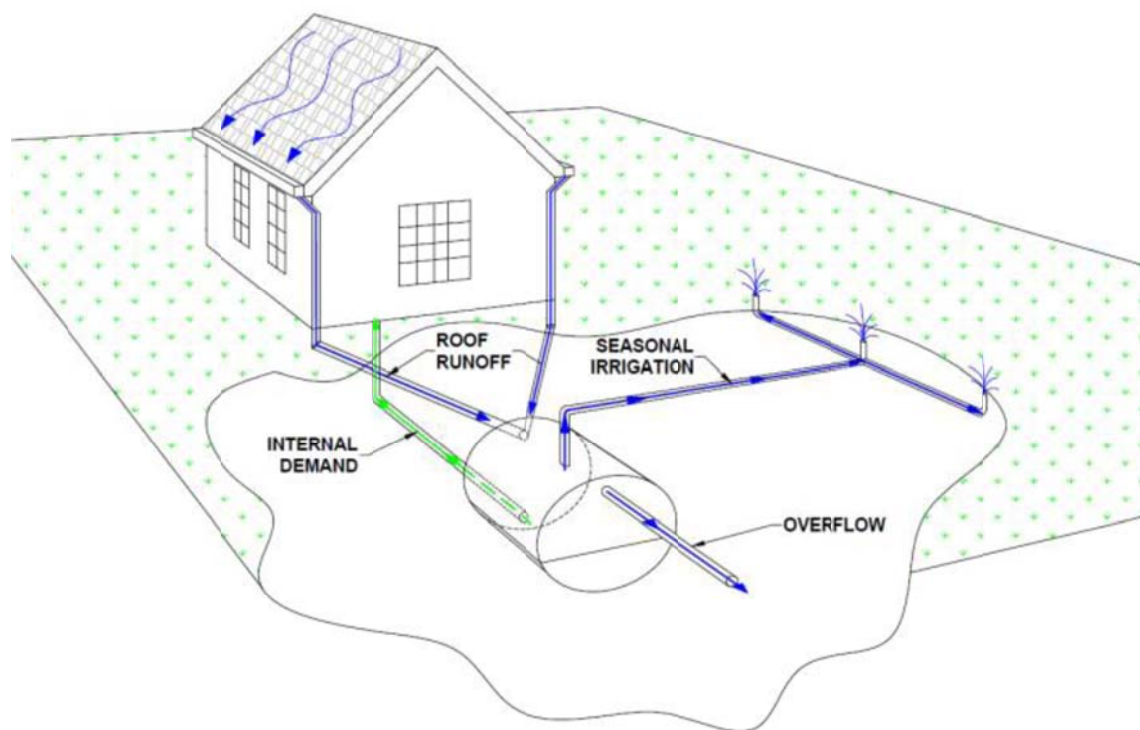 ROOF
RUNOFF
SEASONAL
IRRIGATION
INTERNAL
DEMAND
OVERFLOW